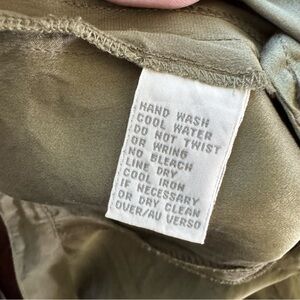 HAND WASH
COOL WATER
DO NOT TWIST
OR WRING
NO BLEACH
LINE DRY
COOL IRON
IF NECESSARY
OR DRY CLEAN
OVER/AU VERSO